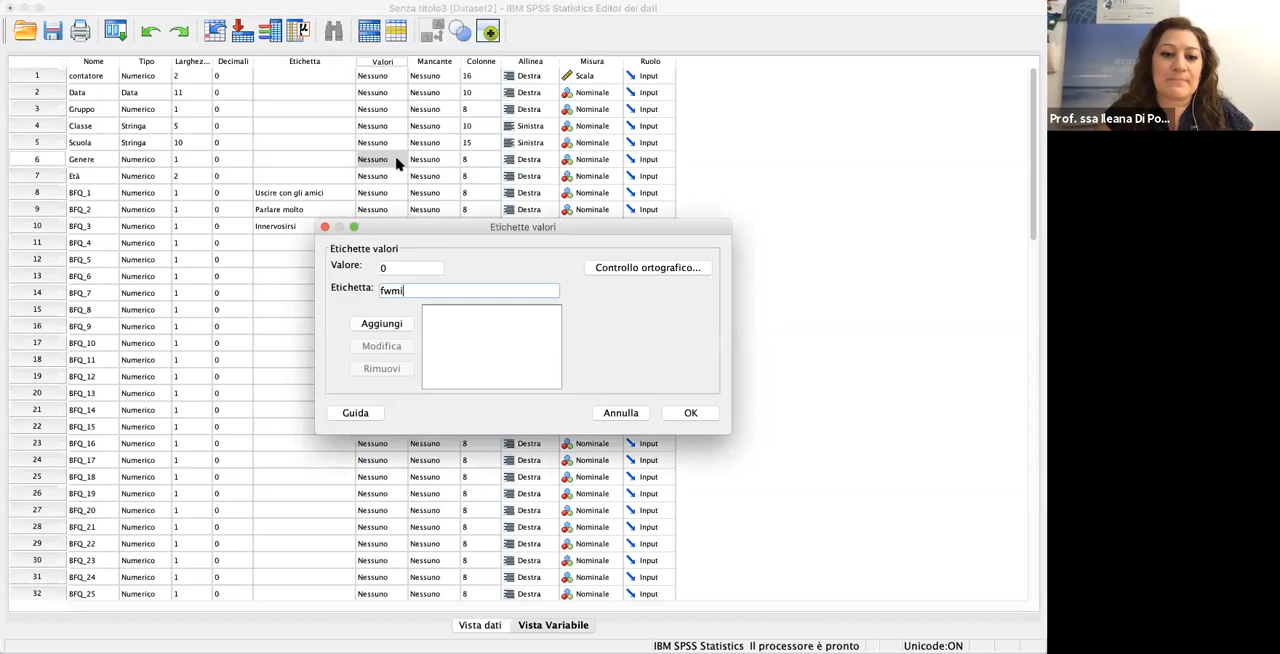 Senza titolo3 [Dataset2] - IBM SPSS Statistics Editor dei dati
Nome Tipo Larghez... Decimali Etichetta Valori Mancante Colonne Allinea Misura Ruolo
1 contatore Numerico 2 0 Nessuno Nessuno 16 Destra Scala Input
2 Data Data 11 0 Nessuno Nessuno 10 Destra Nominale Input
3 Gruppo Numerico 1 0 Nessuno Nessuno 8 Destra Nominale Input
4 Classe Stringa 5 0 Nessuno Nessuno 10 Sinistra Nominale Input
5 Scuola Stringa 10 0 Nessuno Nessuno 15 Sinistra Nominale Input
6 Genere Numerico 1 0 Nessuno Nessuno 8 Destra Nominale Input
7 Età Numerico 2 0 Nessuno Nessuno 8 Destra Nominale Input
8 BFQ_1 Numerico 1 0 Uscire con gli amici Nessuno Nessuno 8 Destra Nominale Input
9 BFQ_2 Numerico 1 0 Parlare molto Nessuno Nessuno 8 Destra Nominale Input
10 BFQ_3 Numerico 1 0 Innervosirsi
11 BFQ_4 Numerico 1 0
12 BFQ_5 Numerico 1 0
13 BFQ_6 Numerico 1 0
14 BFQ_7 Numerico 1 0
15 BFQ_8 Numerico 1 0
16 BFQ_9 Numerico 1 0
17 BFQ_10 Numerico 1 0
18 BFQ_11 Numerico 1 0
19 BFQ_12 Numerico 1 0
20 BFQ_13 Numerico 1 0
21 BFQ_14 Numerico 1 0
22 BFQ_15 Numerico 1 0
23 BFQ_16 Numerico 1 0 Nessuno Nessuno 8 Destra Nominale Input
24 BFQ_17 Numerico 1 0 Nessuno Nessuno 8 Destra Nominale Input
25 BFQ_18 Numerico 1 0 Nessuno Nessuno 8 Destra Nominale Input
26 BFQ_19 Numerico 1 0 Nessuno Nessuno 8 Destra Nominale Input
27 BFQ_20 Numerico 1 0 Nessuno Nessuno 8 Destra Nominale Input
28 BFQ_21 Numerico 1 0 Nessuno Nessuno 8 Destra Nominale Input
29 BFQ_22 Numerico 1 0 Nessuno Nessuno 8 Destra Nominale Input
30 BFQ_23 Numerico 1 0 Nessuno Nessuno 8 Destra Nominale Input
31 BFQ_24 Numerico 1 0 Nessuno Nessuno 8 Destra Nominale Input
32 BFQ_25 Numerico 1 0 Nessuno Nessuno 8 Destra Nominale Input
Etichette valori
Etichette valori
Valore: 0 Controllo ortografico...
Etichetta: fwmi
Aggiungi
Modifica
Rimuovi
Guida Annulla OK
Vista dati Vista Variabile
IBM SPSS Statistics Il processore è pronto Unicode:ON
Prof. ssa Ileana Di Po...